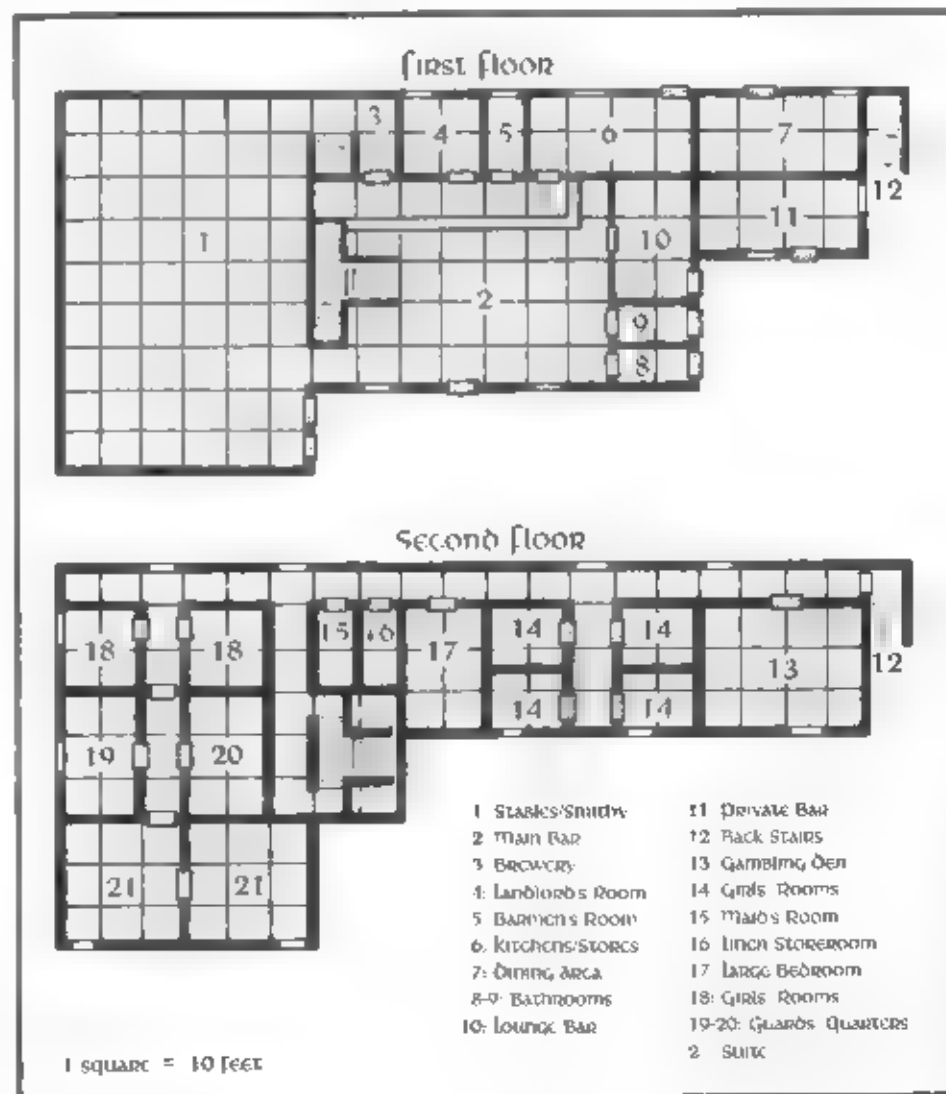 First Floor
3
4
5
6
7
12
1
10
11
2
9
8
Second Floor
18
18
15
16
17
14
14
13
12
14
14
19
20
21
21
1 Stables/Smithy
2 Main Bar
3 Brewery
4: Landlord's Room
5 Barmen's Room
6: Kitchens/Stores
7: Dining Area
8-9: Bathrooms
10: Lounge Bar
11 Private Bar
12 Back Stairs
13 Gambling Den
14 Girls Rooms
15 Maid's Room
16 Linen Storeroom
17 Large Bedroom
18: Girls Rooms
19-20: Guards Quarters
2 Suite
1 square = 10 feet